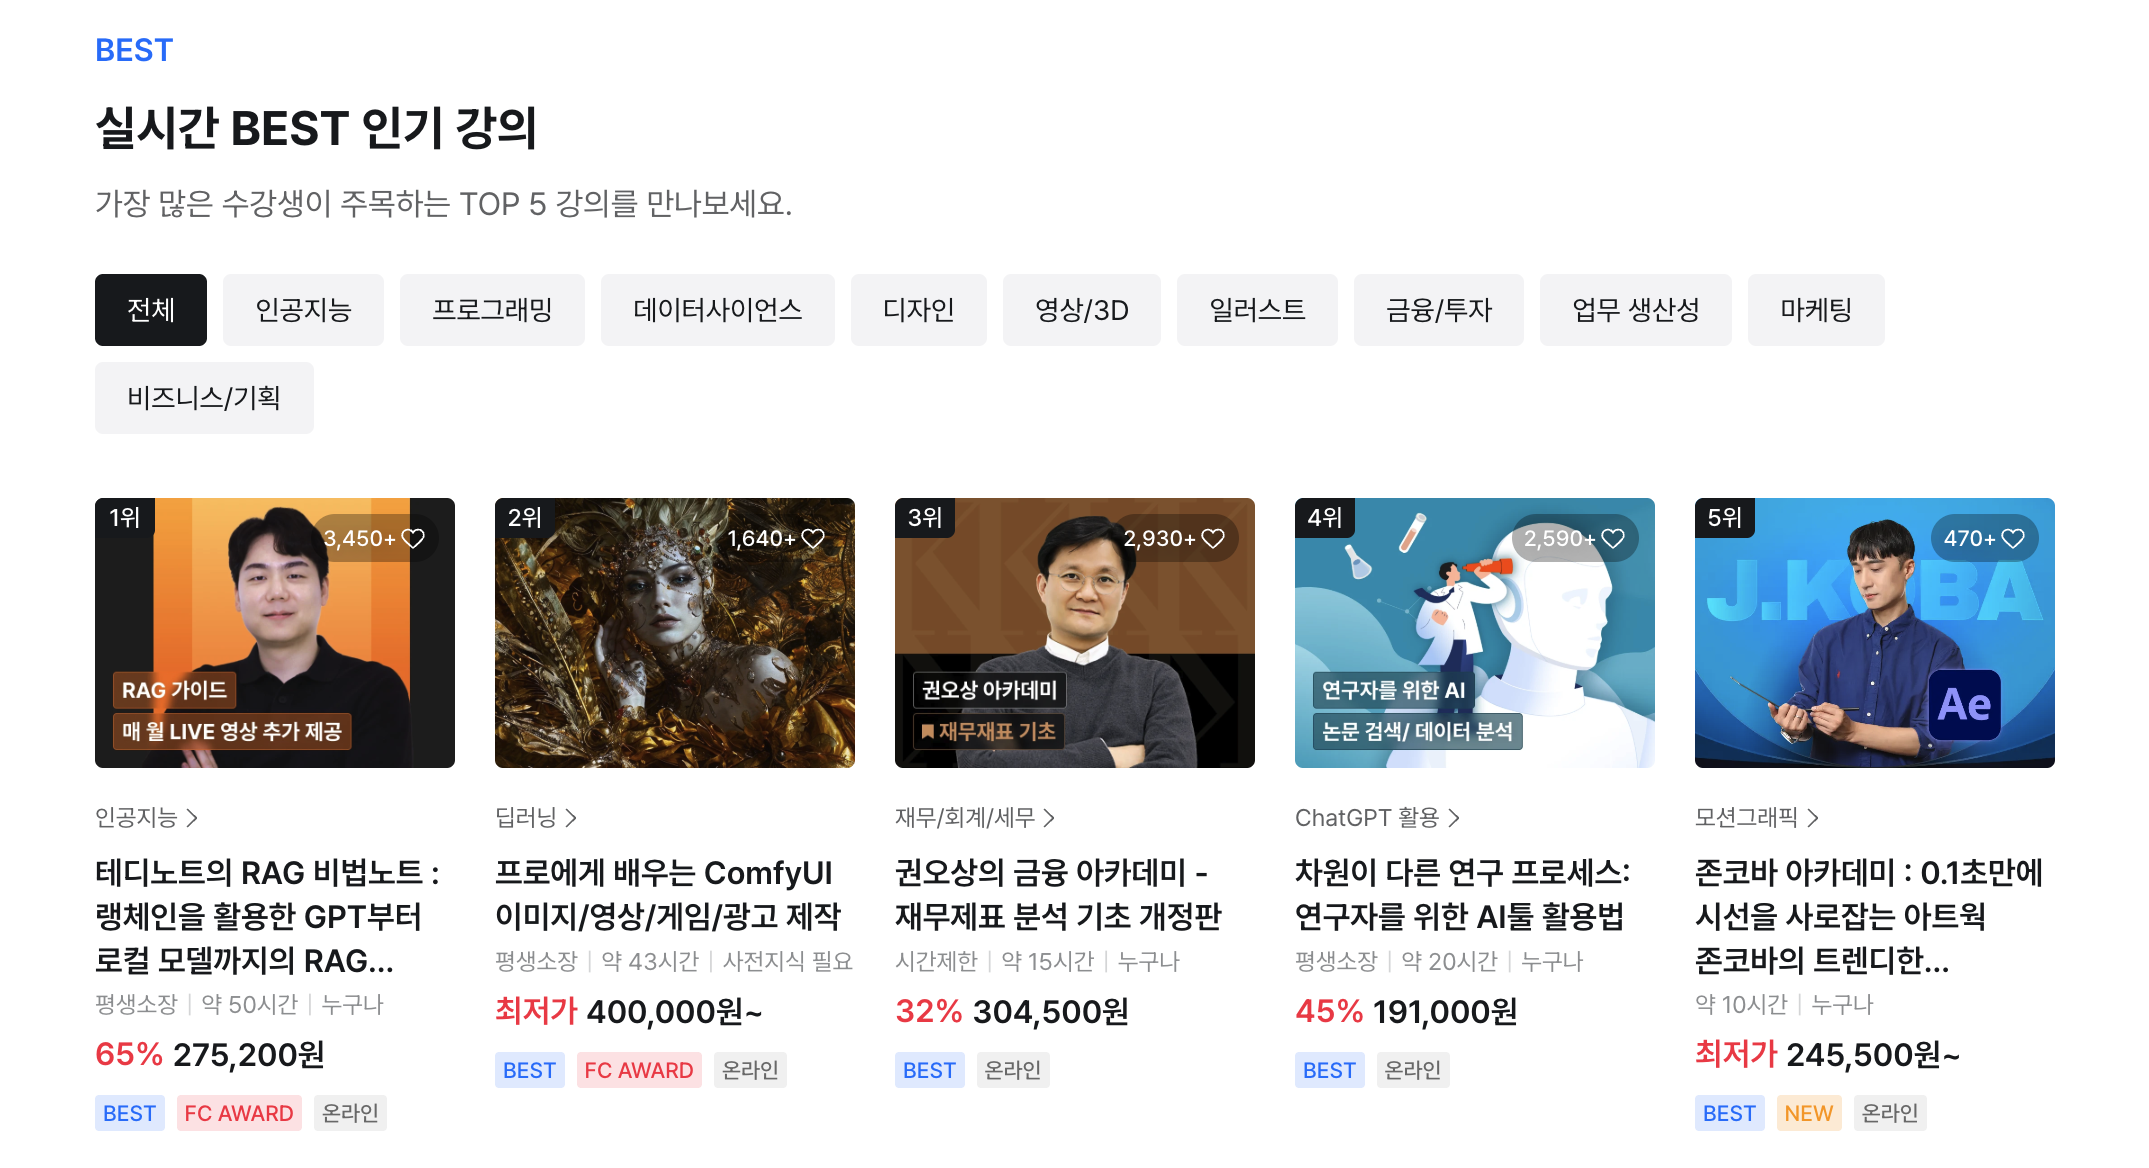 BEST
실시간 BEST 인기 강의
가장 많은 수강생이 주목하는 TOP 5 강의를 만나보세요.
전체
인공지능
프로그래밍
데이터사이언스
디자인
영상/3D
일러스트
금융/투자
업무 생산성
마케팅
비즈니스/기획
1위
3,450+
RAG 가이드
매 월 LIVE 영상 추가 제공
인공지능
테디노트의 RAG 비법노트 :
랭체인을 활용한 GPT부터
로컬 모델까지의 RAG...
평생소장 | 약 50시간 | 누구나
65% 275,200원
BEST FC AWARD 온라인
2위
1,640+
딥러닝
프로에게 배우는 ComfyUI
이미지/영상/게임/광고 제작
평생소장 | 약 43시간 | 사전지식 필요
최저가 400,000원~
BEST FC AWARD 온라인
3위
2,930+
권오상 아카데미
재무재표 기초
재무/회계/세무
권오상의 금융 아카데미 -
재무제표 분석 기초 개정판
시간제한 | 약 15시간 | 누구나
32% 304,500원
BEST 온라인
4위
2,590+
연구자를 위한 AI
논문 검색/ 데이터 분석
ChatGPT 활용
차원이 다른 연구 프로세스:
연구자를 위한 AI툴 활용법
평생소장 | 약 20시간 | 누구나
45% 191,000원
BEST 온라인
5위
470+
J.KOBA
Ae
모션그래픽
존코바 아카데미 : 0.1초만에
시선을 사로잡는 아트웍
존코바의 트렌디한...
약 10시간 | 누구나
최저가 245,500원~
BEST NEW 온라인